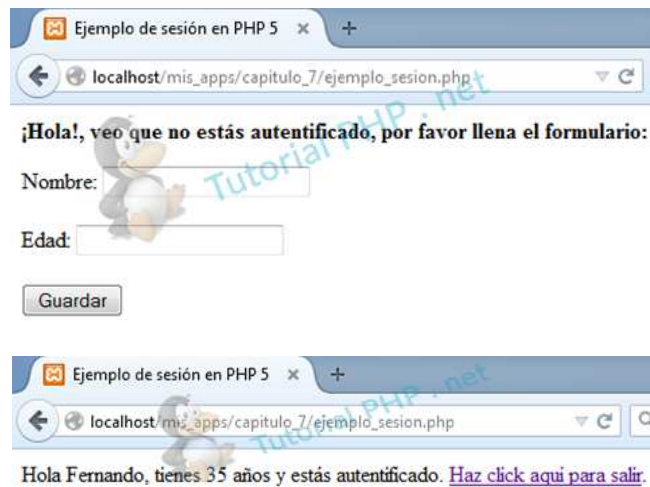 Ejemplo de sesión en PHP 5
localhost/mis_apps/capitulo_7/ejemplo_sesion.php
Tutorial PHP . net
¡Hola!, veo que no estás autentificado, por favor llena el formulario:
Nombre:
Edad:
Guardar
Ejemplo de sesión en PHP 5
localhost/mis_apps/capitulo_7/ejemplo_sesion.php
Tutorial PHP . net
Hola Fernando, tienes 35 años y estás autentificado. Haz click aqui para salir.